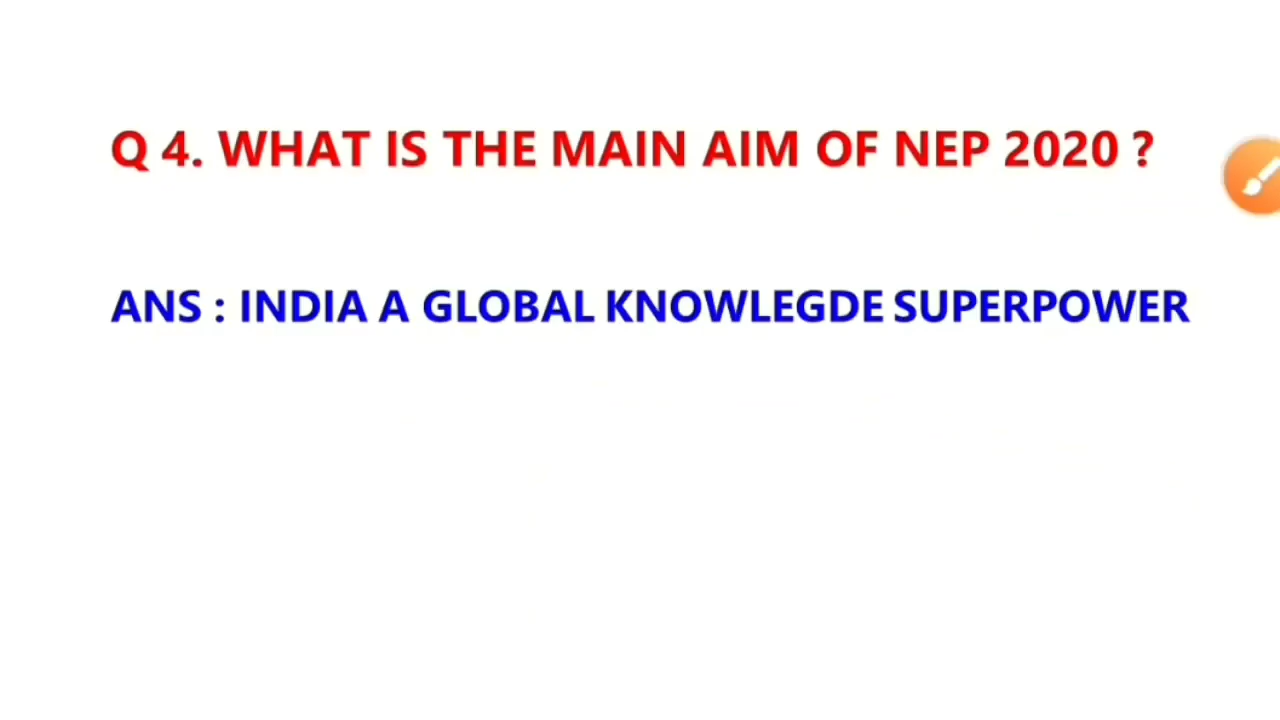 Q 4. WHAT IS THE MAIN AIM OF NEP 2020 ?
ANS : INDIA A GLOBAL KNOWLEGDE SUPERPOWER